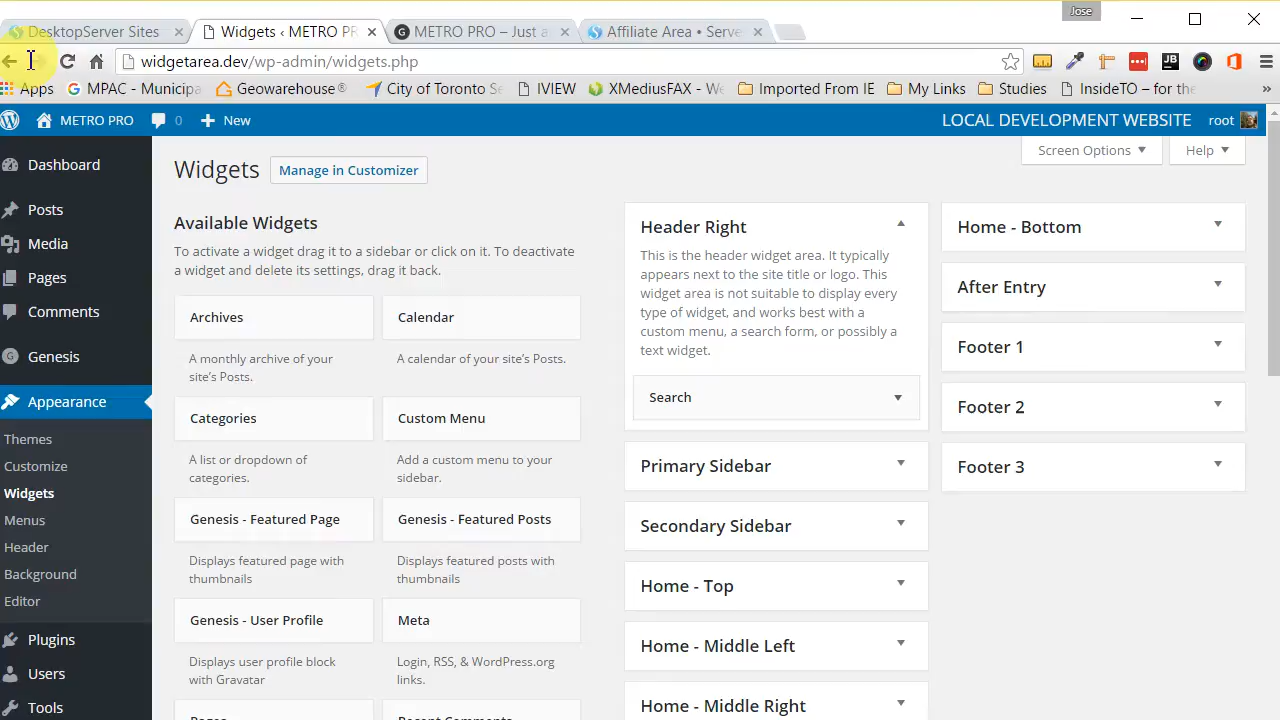 Jose
DesktopServer Sites
Widgets ‹ METRO PR
METRO PRO – Just a
Affiliate Area – Serve
widgetarea.dev/wp-admin/widgets.php
Apps
MPAC - Municipa
Geowarehouse®
City of Toronto Se
IVIEW
XMediusFAX - We
Imported From IE
My Links
Studies
InsideTO – for the
METRO PRO
0
New
LOCAL DEVELOPMENT WEBSITE
root
Dashboard
Posts
Media
Pages
Comments
Genesis
Appearance
Themes
Customize
Widgets
Menus
Header
Background
Editor
Plugins
Users
Tools
Screen Options
Help
Widgets
Manage in Customizer
Available Widgets
To activate a widget drag it to a sidebar or click on it. To deactivate
a widget and delete its settings, drag it back.
Archives
A monthly archive of your
site's Posts.
Calendar
A calendar of your site's Posts.
Categories
A list or dropdown of
categories.
Custom Menu
Add a custom menu to your
sidebar.
Genesis - Featured Page
Displays featured page with
thumbnails
Genesis - Featured Posts
Displays featured posts with
thumbnails
Genesis - User Profile
Displays user profile block
with Gravatar
Meta
Login, RSS, & WordPress.org
links.
Pages
Recent Comments
Header Right
This is the header widget area. It typically
appears next to the site title or logo. This
widget area is not suitable to display every
type of widget, and works best with a
custom menu, a search form, or possibly a
text widget.
Search
Primary Sidebar
Secondary Sidebar
Home - Top
Home - Middle Left
Home - Middle Right
Home - Bottom
After Entry
Footer 1
Footer 2
Footer 3